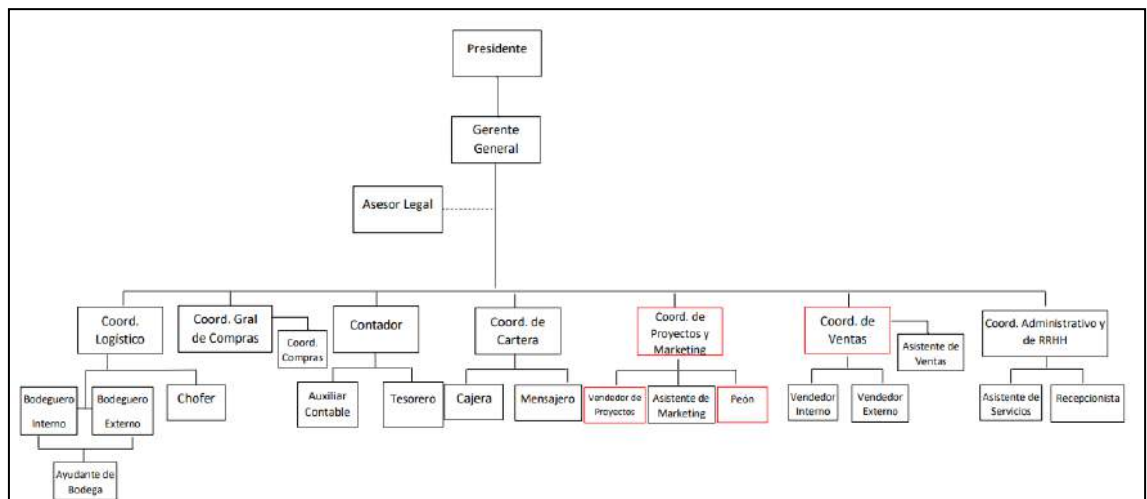 Presidente
Gerente
General
Asesor Legal
Coord.
Logístico
Coord. Gral
de Compras
Coord.
Compras
Contador
Coord. de
Cartera
Coord. de
Proyectos y
Marketing
Coord. de
Ventas
Asistente de
Ventas
Coord. Administrativo y
de RRHH
Bodeguero
Interno
Bodeguero
Externo
Chofer
Auxiliar
Contable
Tesorero
Cajera
Mensajero
Vendedor de
Proyectos
Asistente de
Marketing
Peón
Vendedor
Interno
Vendedor
Externo
Asistente de
Servicios
Recepcionista
Ayudante de
Bodega